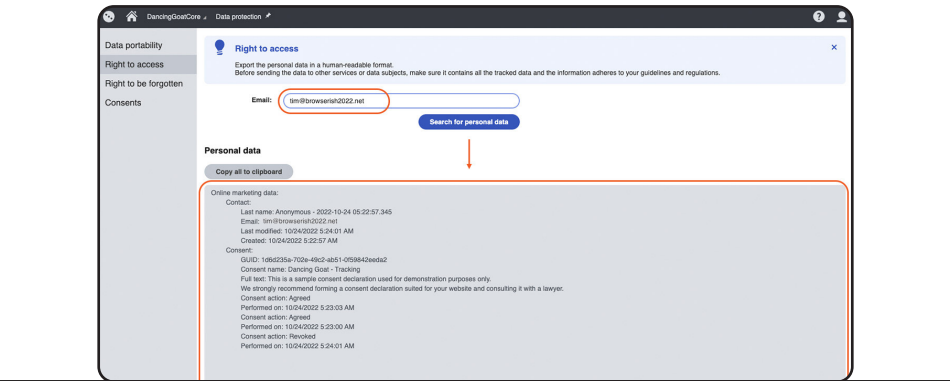 DancingGoatCore Data protection
Data portability
Right to access
Right to be forgotten
Consents
Right to access
Export the personal data in a human-readable format.
Before sending the data to other services or data subjects, make sure it contains all the tracked data and the information adheres to your guidelines and regulations.
Email: tim@browserish2022.net
Search for personal data
Personal data
Copy all to clipboard
Online marketing data:
Contact:
Last name: Anonymous - 2022-10-24 05:22:57.345
Email: tim@browserish2022.net
Last modified: 10/24/2022 5:24:01 AM
Created: 10/24/2022 5:22:57 AM
Consent:
GUID: 1d6d235a-702e-49c2-ab51-0f59842eeda2
Consent name: Dancing Goat - Tracking
Full text: This is a sample consent declaration used for demonstration purposes only.
We strongly recommend forming a consent declaration suited for your website and consulting it with a lawyer.
Consent action: Agreed
Performed on: 10/24/2022 5:23:03 AM
Consent action: Agreed
Performed on: 10/24/2022 5:23:00 AM
Consent action: Revoked
Performed on: 10/24/2022 5:24:01 AM